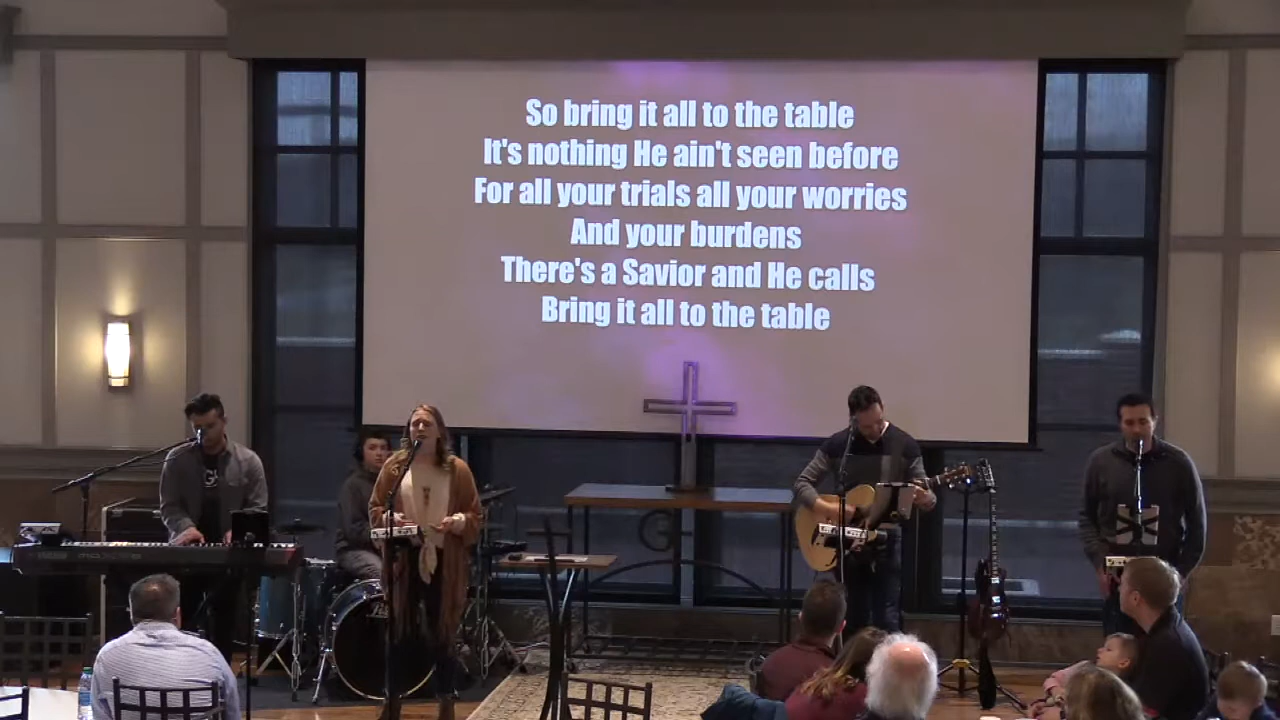 So bring it all to the table
It's nothing He ain't seen before
For all your trials all your worries
And your burdens
There's a Savior and He calls
Bring it all to the table